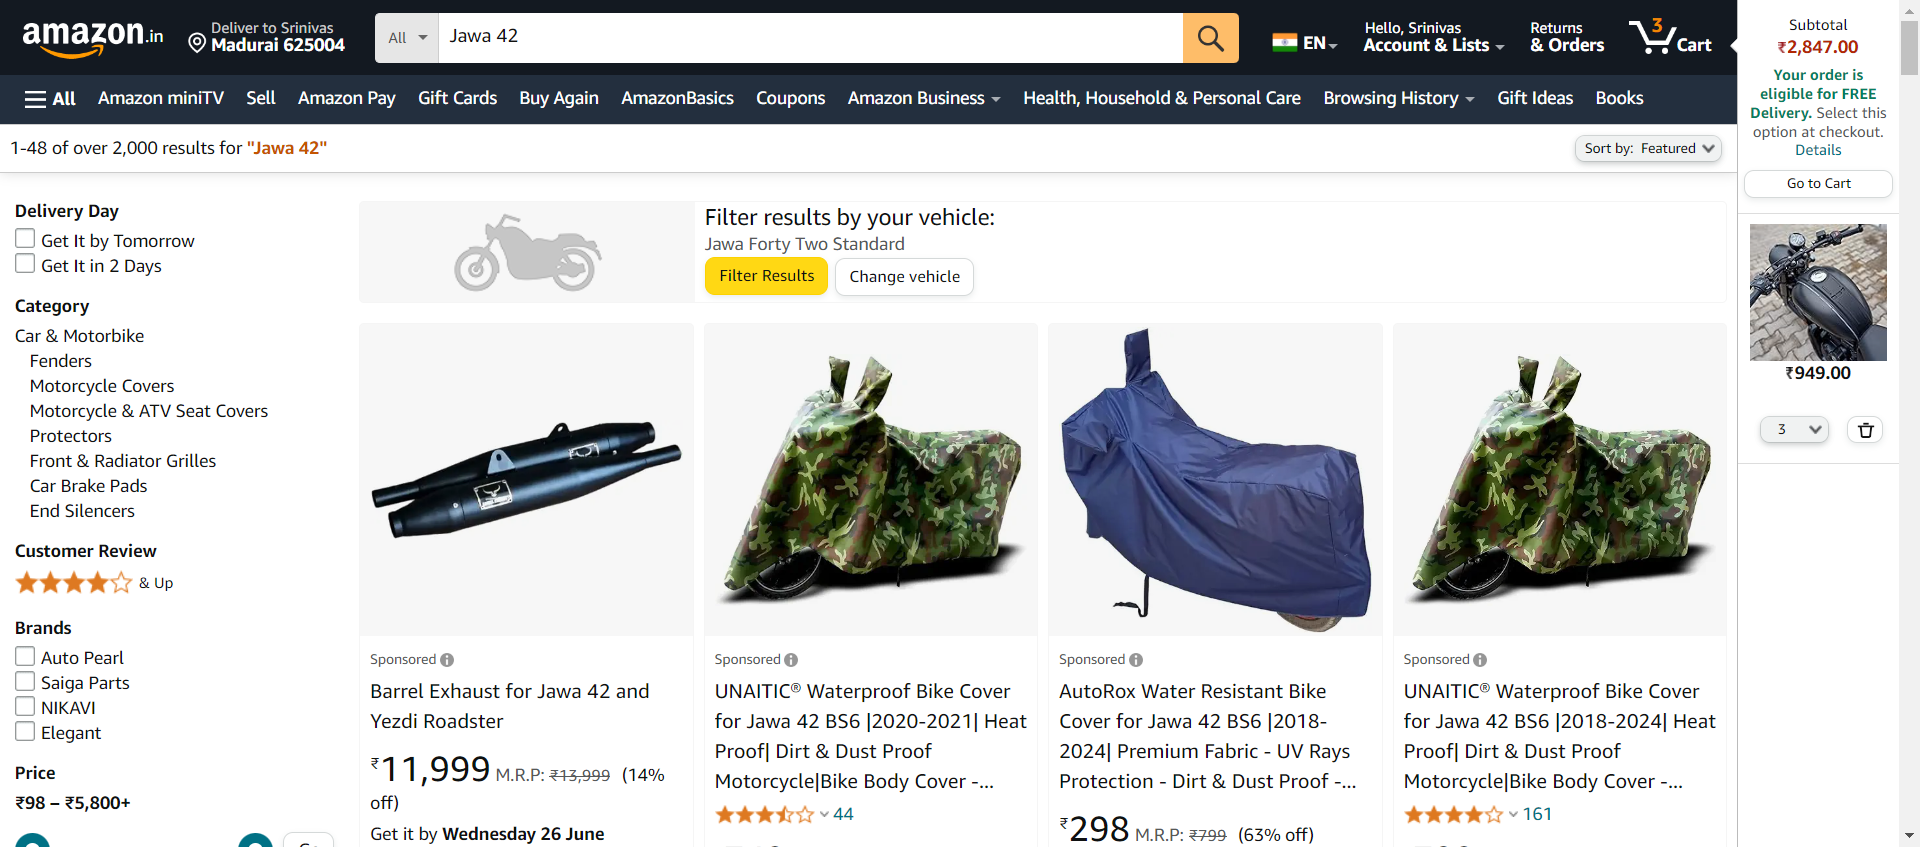 amazon.in
Deliver to Srinivas
Madurai 625004
All
Jawa 42
EN
Hello, Srinivas
Account & Lists
Returns
& Orders
3
Cart
Subtotal
₹2,847.00
Your order is
eligible for FREE
Delivery. Select this
option at checkout.
Details
Go to Cart
₹949.00
3
All
Amazon miniTV
Sell
Amazon Pay
Gift Cards
Buy Again
AmazonBasics
Coupons
Amazon Business
Health, Household & Personal Care
Browsing History
Gift Ideas
Books
1-48 of over 2,000 results for "Jawa 42"
Sort by: Featured
Delivery Day
Get It by Tomorrow
Get It in 2 Days
Category
Car & Motorbike
Fenders
Motorcycle Covers
Motorcycle & ATV Seat Covers
Protectors
Front & Radiator Grilles
Car Brake Pads
End Silencers
Customer Review
& Up
Brands
Auto Pearl
Saiga Parts
NIKAVI
Elegant
Price
₹98 – ₹5,800+
Filter results by your vehicle:
Jawa Forty Two Standard
Filter Results
Change vehicle
Sponsored
Barrel Exhaust for Jawa 42 and
Yezdi Roadster
₹11,999 M.R.P: ₹13,999 (14%
off)
Get it by Wednesday 26 June
Sponsored
UNAITIC® Waterproof Bike Cover
for Jawa 42 BS6 |2020-2021| Heat
Proof| Dirt & Dust Proof
Motorcycle|Bike Body Cover -...
44
Sponsored
AutoRox Water Resistant Bike
Cover for Jawa 42 BS6 |2018-
2024| Premium Fabric - UV Rays
Protection - Dirt & Dust Proof -...
₹298 M.R.P: ₹799 (63% off)
Sponsored
UNAITIC® Waterproof Bike Cover
for Jawa 42 BS6 |2018-2024| Heat
Proof| Dirt & Dust Proof
Motorcycle|Bike Body Cover -...
161